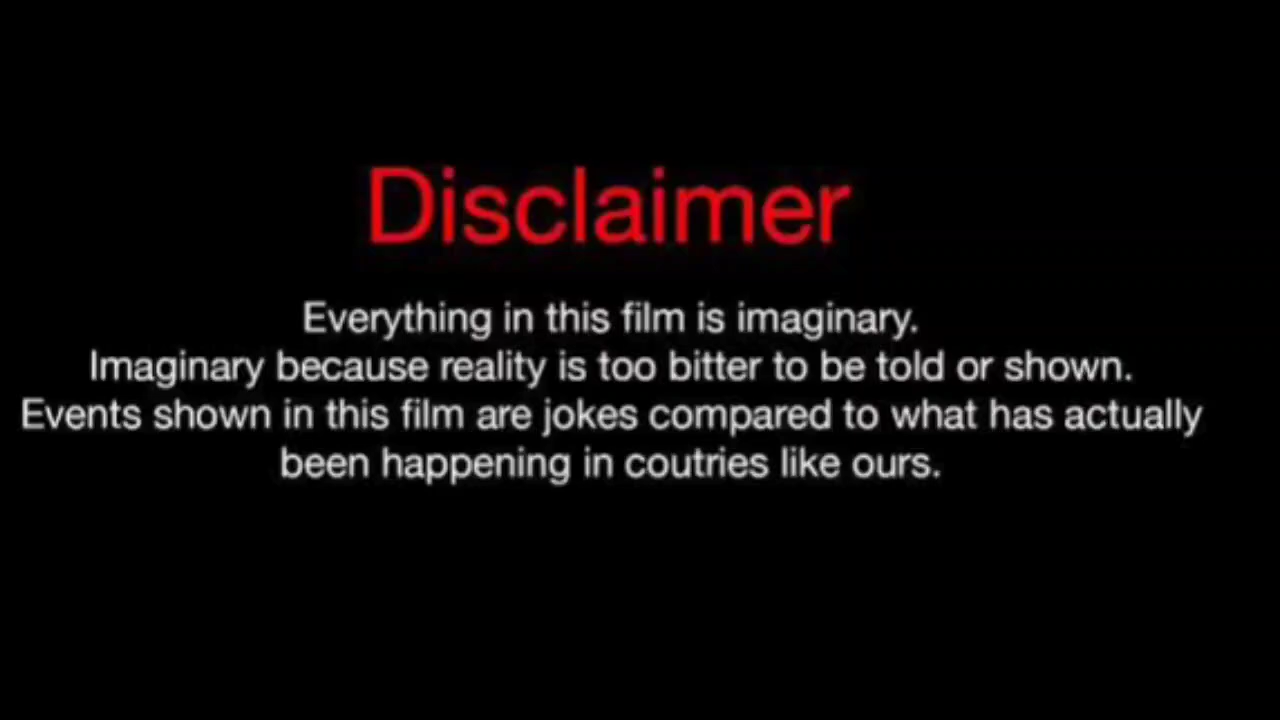 Disclaimer
Everything in this film is imaginary.
Imaginary because reality is too bitter to be told or shown.
Events shown in this film are jokes compared to what has actually
been happening in coutries like ours.